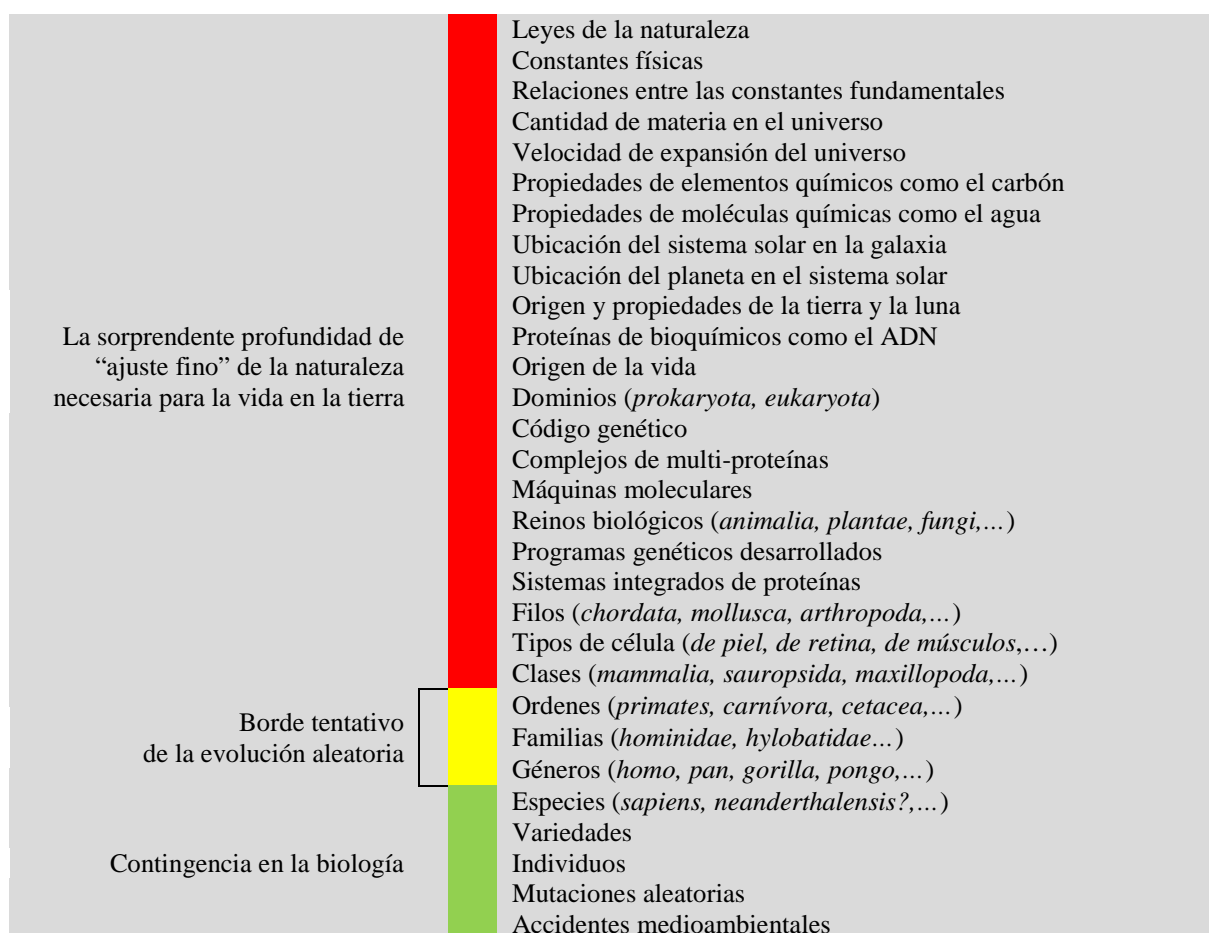 Leyes de la naturaleza
Constantes físicas
Relaciones entre las constantes fundamentales
Cantidad de materia en el universo
Velocidad de expansión del universo
Propiedades de elementos químicos como el carbón
Propiedades de moléculas químicas como el agua
Ubicación del sistema solar en la galaxia
Ubicación del planeta en el sistema solar
Origen y propiedades de la tierra y la luna
La sorprendente profundidad de
“ajuste fino” de la naturaleza
necesaria para la vida en la tierra
Proteínas de bioquímicos como el ADN
Origen de la vida
Dominios (prokaryota, eukaryota)
Código genético
Complejos de multi-proteínas
Máquinas moleculares
Reinos biológicos (animalia, plantae, fungi,…)
Programas genéticos desarrollados
Sistemas integrados de proteínas
Filos (chordata, mollusca, arthropoda,…)
Tipos de célula (de piel, de retina, de músculos,…)
Clases (mammalia, sauropsida, maxillopoda,…)
Borde tentativo
de la evolución aleatoria
Ordenes (primates, carnívora, cetacea,…)
Familias (hominidae, hylobatidae…)
Géneros (homo, pan, gorilla, pongo,…)
Contingencia en la biología
Especies (sapiens, neanderthalensis?,…)
Variedades
Individuos
Mutaciones aleatorias
Accidentes medioambientales